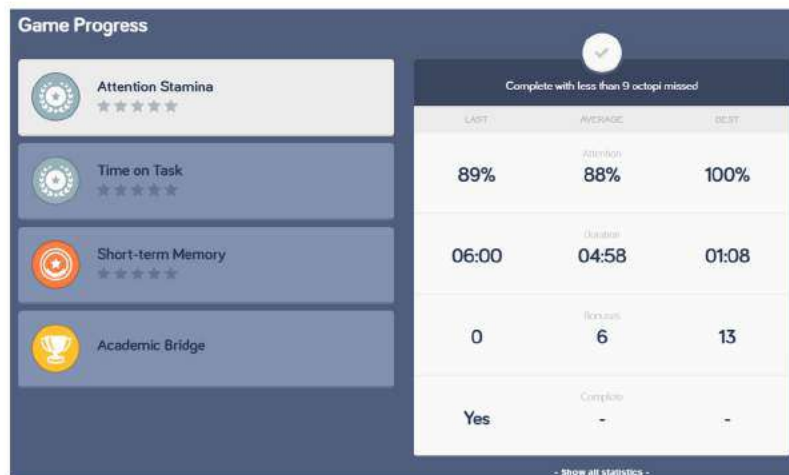 Game Progress
Attention Stamina
Time on Task
Short-term Memory
Academic Bridge
Complete with less than 9 octopi missed
LAST AVERAGE BEST
Attention
89% 88% 100%
Duration
06:00 04:58 01:08
Bonuses
0 6 13
Complete
Yes - -
- Show all statistics -